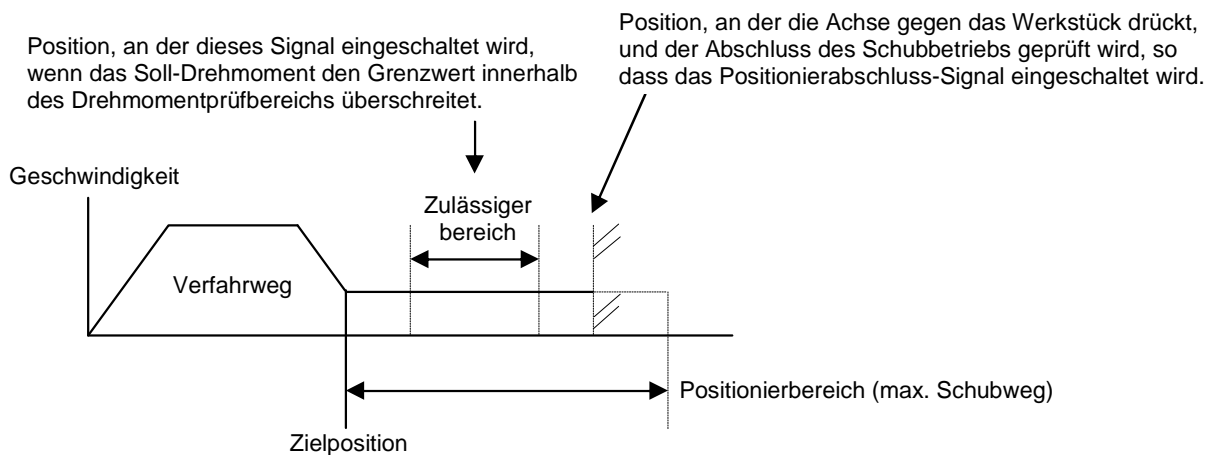 Position, an der die Achse gegen das Werkstück drückt,
und der Abschluss des Schubbetriebs geprüft wird, so
dass das Positionierabschluss-Signal eingeschaltet wird.
Position, an der dieses Signal eingeschaltet wird,
wenn das Soll-Drehmoment den Grenzwert innerhalb
des Drehmomentprüfbereichs überschreitet.
Geschwindigkeit
Zulässiger
bereich
Verfahrweg
Positionierbereich (max. Schubweg)
Zielposition